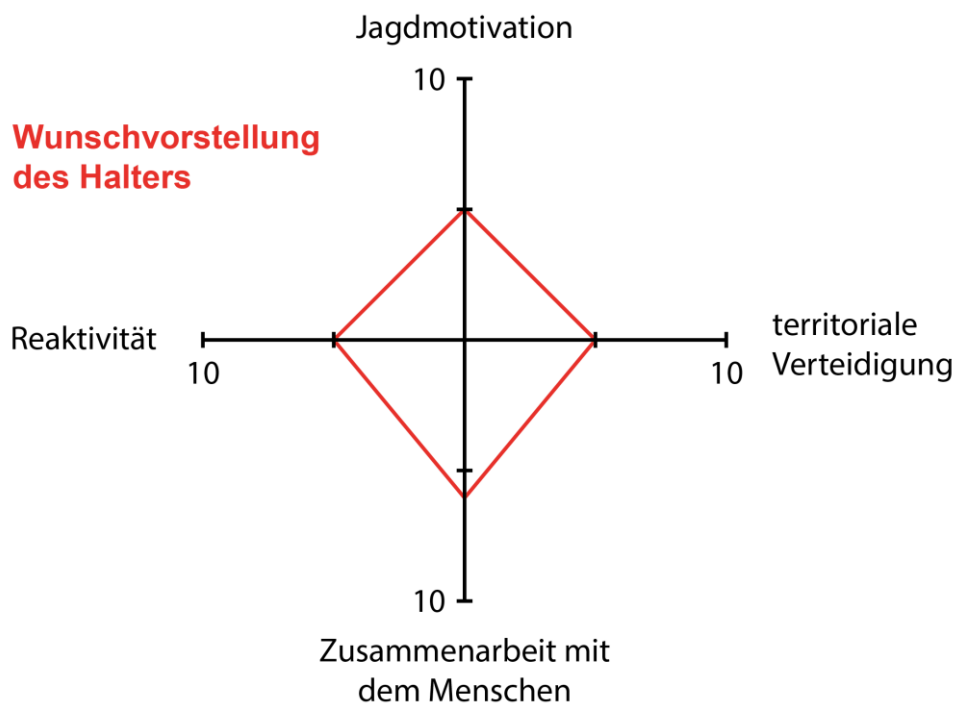 Jagdmotivation
10
Wunschvorstellung
des Halters
Reaktivität
10
territoriale
Verteidigung
10
10
Zusammenarbeit mit
dem Menschen